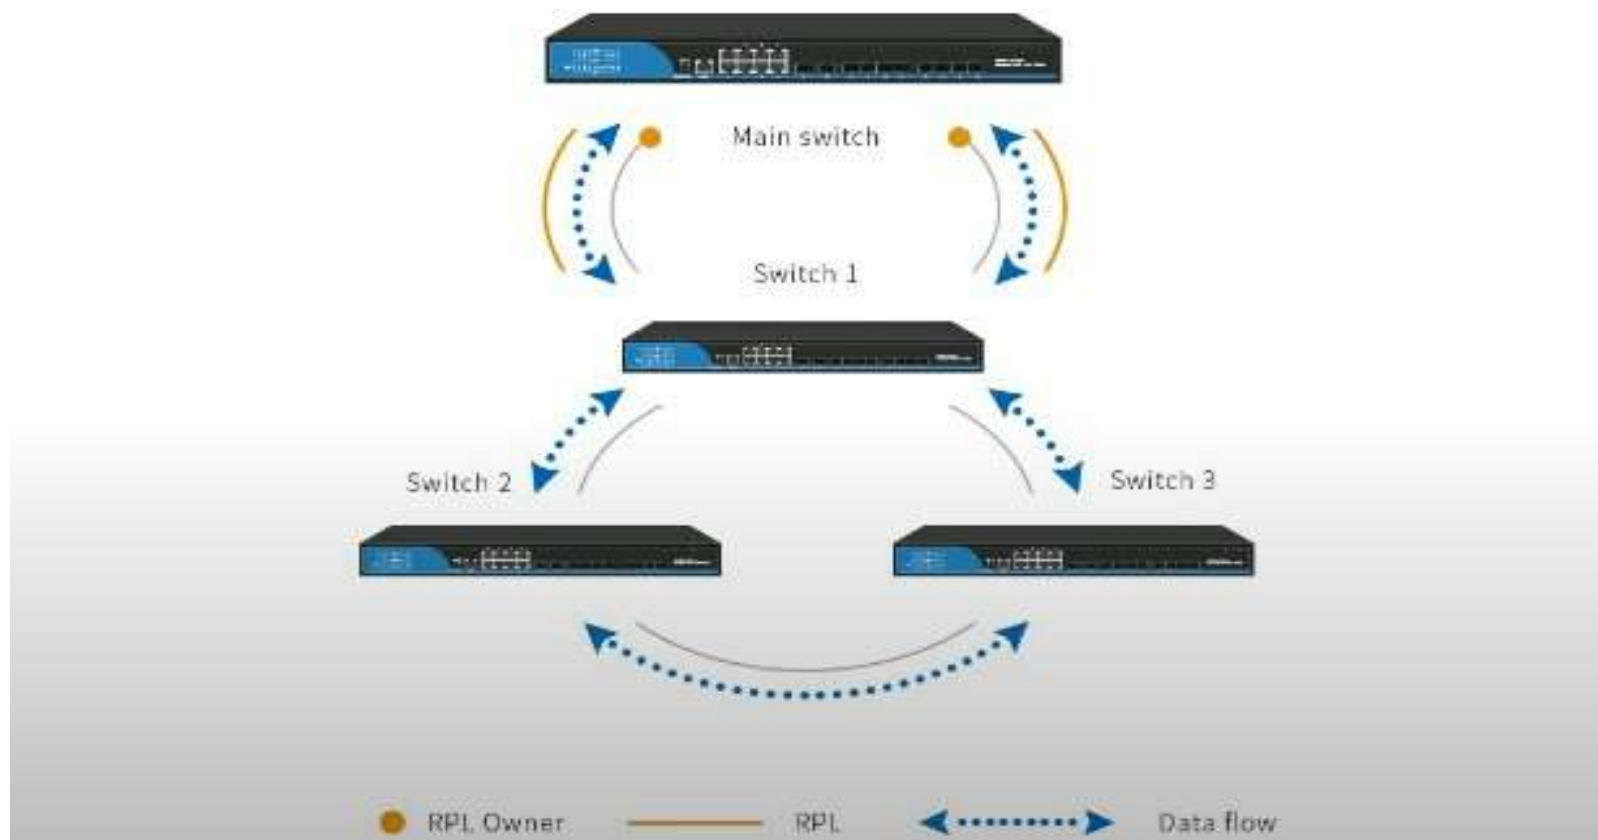 Main switch
Switch 1
Switch 2
Switch 3
RPL Owner
RPL
Data flow